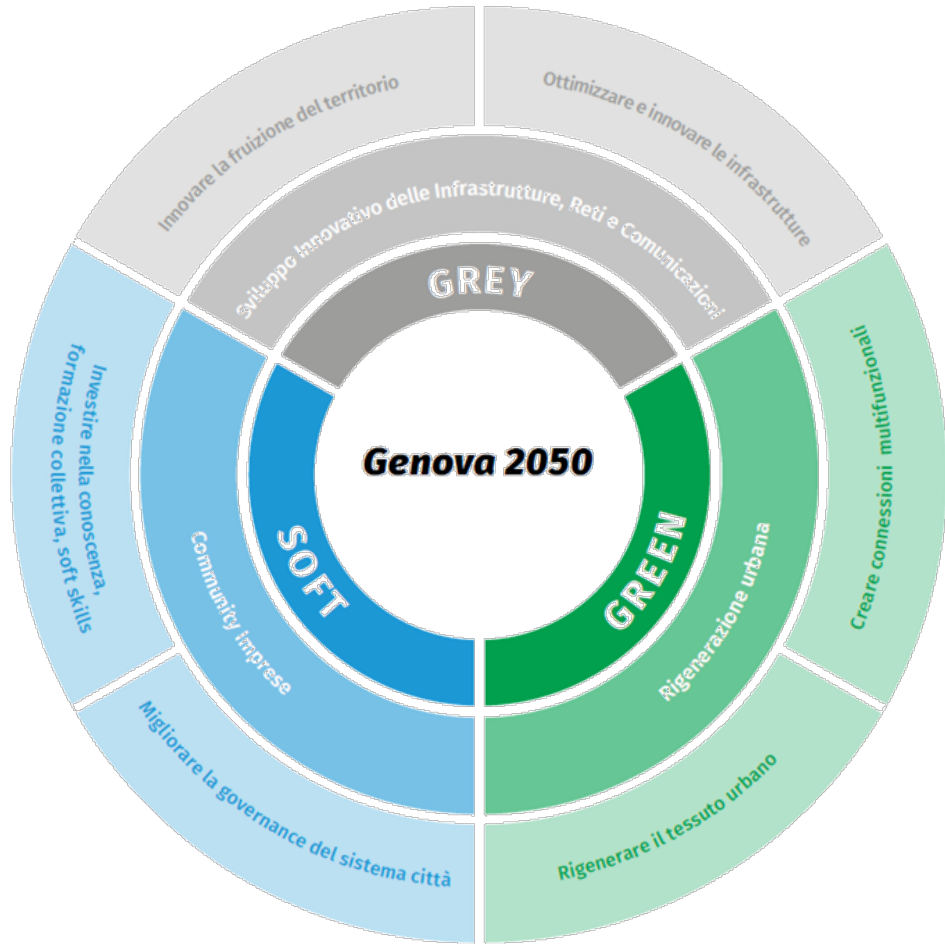 Innovare la fruizione del territorio
Ottimizzare e innovare le infrastrutture
Sviluppo Innovativo delle Infrastrutture, Reti e Comunicazioni
GREY
Genova 2050
SOFT
Community imprese
Investire nella conoscenza,
formazione collettiva, soft skills
Migliorare la governance del sistema città
GREEN
Rigenerazione urbana
Creare connessioni multifunzionali
Rigenerare il tessuto urbano